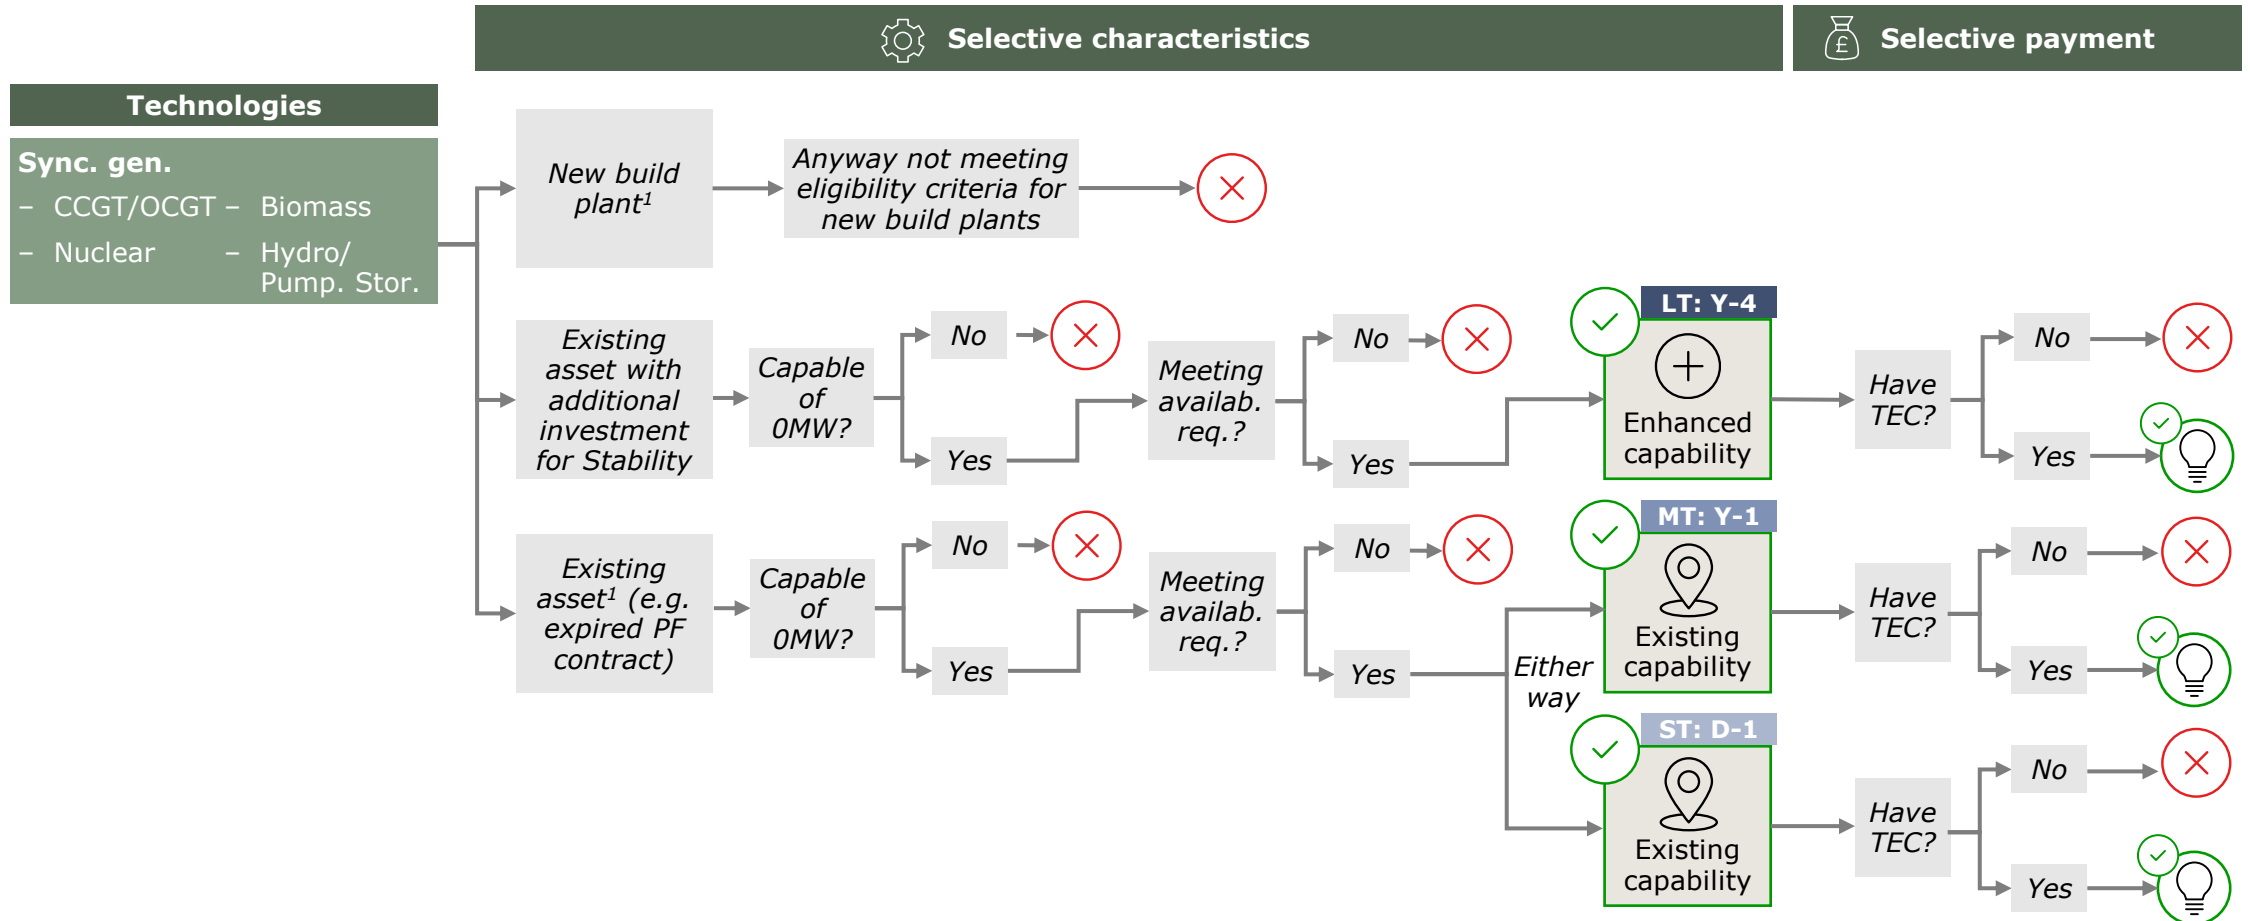 Selective characteristics
£
Selective payment
Technologies
Sync. gen.
– CCGT/OCGT
– Biomass
– Nuclear
– Hydro/
Pump. Stor.
New build
plant¹
Anyway not meeting
eligibility criteria for
new build plants
Existing
asset with
additional
investment
for Stability
Capable
of
0MW?
No
Yes
Meeting
availab.
req.?
No
Yes
LT: Y-4
Enhanced
capability
Have
TEC?
No
Yes
Existing
asset¹ (e.g.
expired PF
contract)
Capable
of
0MW?
No
Yes
Meeting
availab.
req.?
No
Yes
Either
way
MT: Y-1
Existing
capability
Have
TEC?
No
Yes
ST: D-1
Existing
capability
Have
TEC?
No
Yes